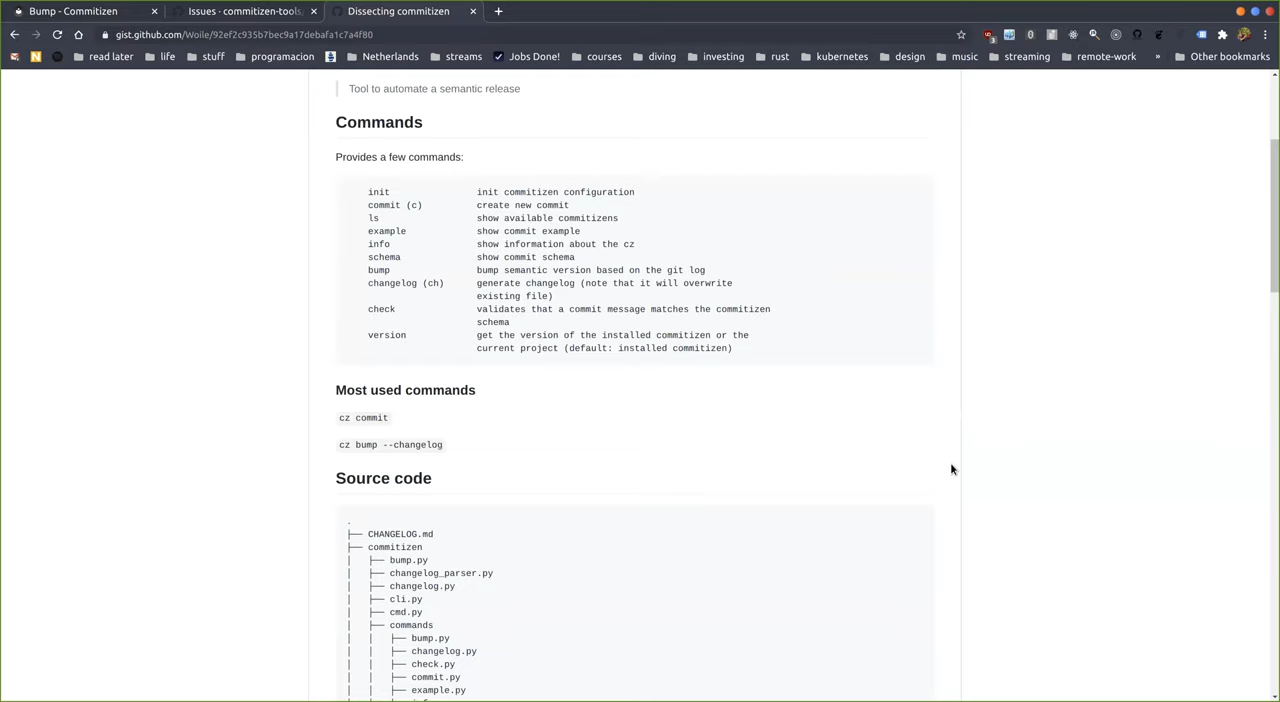 Bump - Commitizen
Issues · commitizen-tools,
Dissecting commitizen
gist.github.com/Woile/92ef2c935b7bec9a17debafa1c7a4f80
read later life stuff programacion Netherlands streams Jobs Done! courses diving investing rust kubernetes design music streaming remote-work » Other bookmarks
Tool to automate a semantic release
Commands
Provides a few commands:
init init commitizen configuration
commit (c) create new commit
ls show available commitizens
example show commit example
info show information about the cz
schema show commit schema
bump bump semantic version based on the git log
changelog (ch) generate changelog (note that it will overwrite
existing file)
check validates that a commit message matches the commitizen
schema
version get the version of the installed commitizen or the
current project (default: installed commitizen)
Most used commands
cz commit
cz bump --changelog
Source code
.
├── CHANGELOG.md
├── commitizen
│ ├── bump.py
│ ├── changelog_parser.py
│ ├── changelog.py
│ ├── cli.py
│ ├── cmd.py
│ ├── commands
│ │ ├── bump.py
│ │ ├── changelog.py
│ │ ├── check.py
│ │ ├── commit.py
│ │ ├── example.py